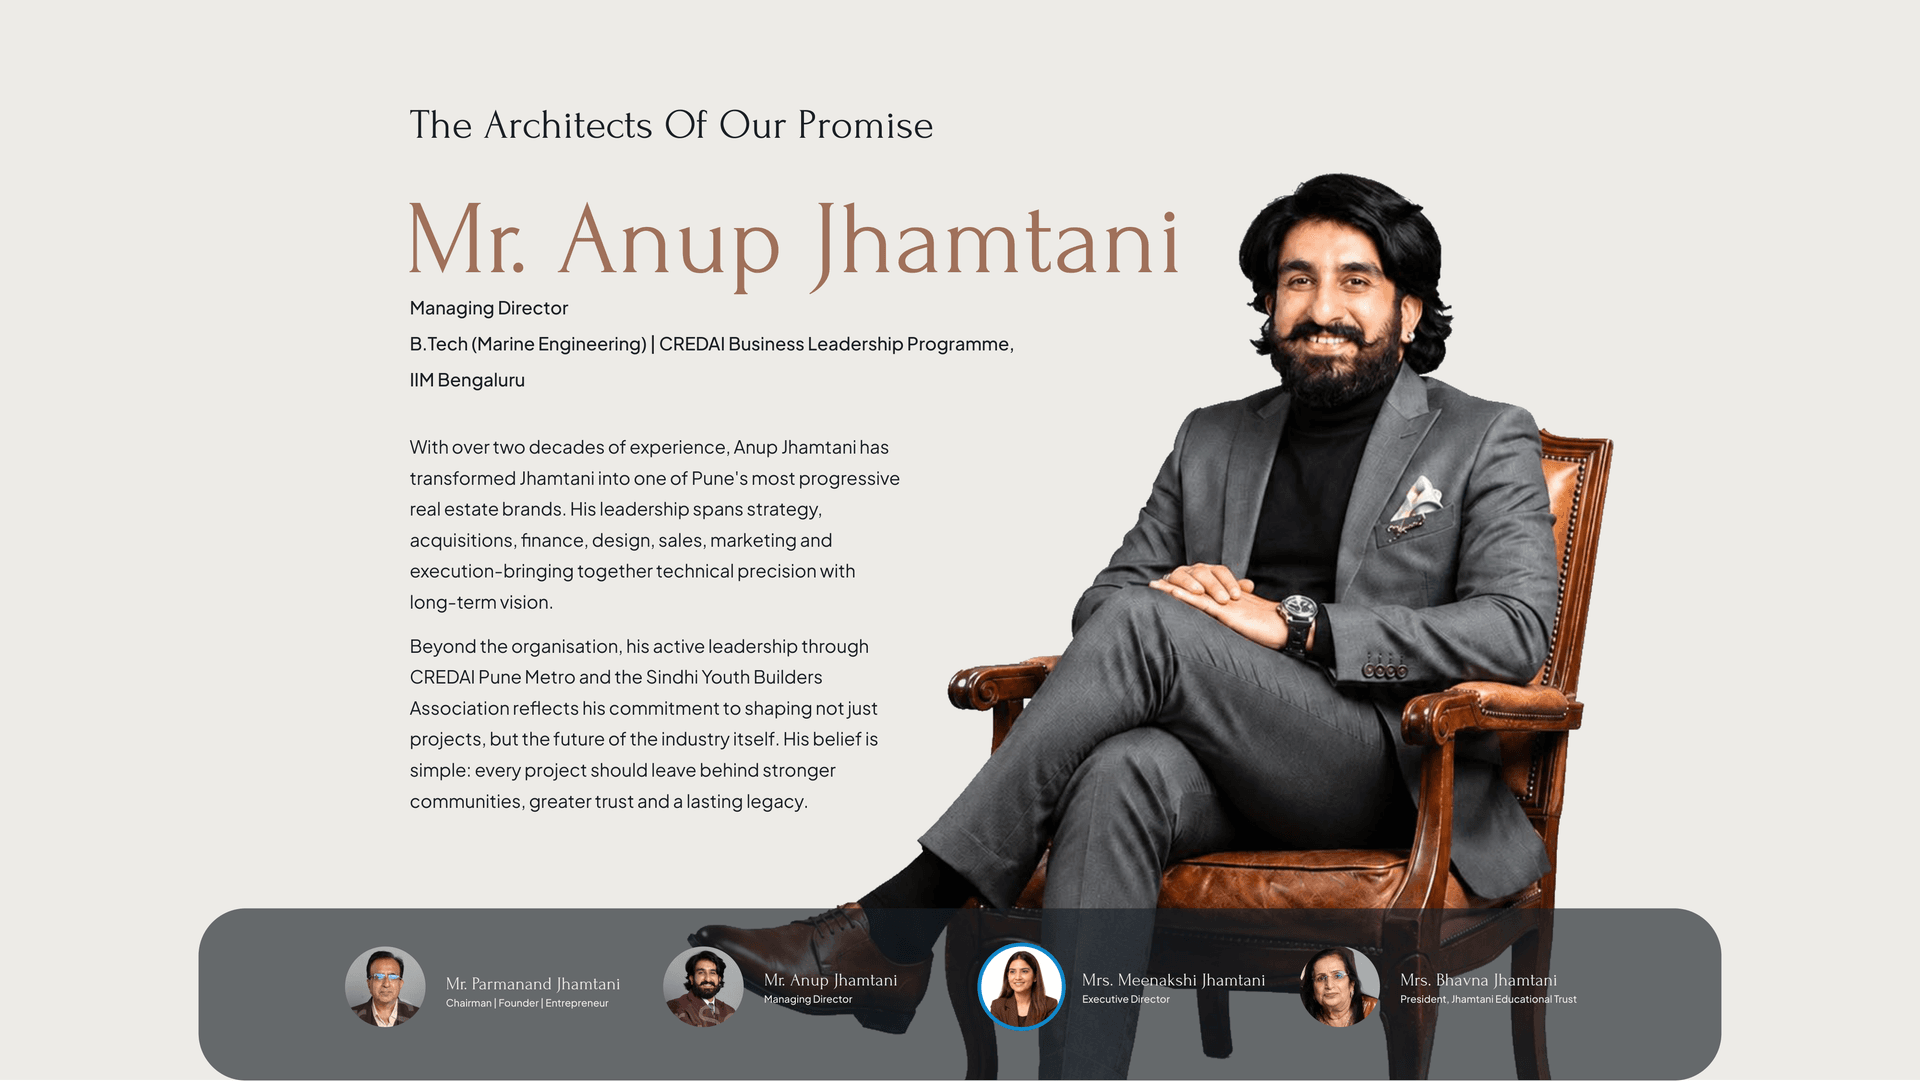 The Architects Of Our Promise
Mr. Anup Jhamtani
Managing Director
B.Tech (Marine Engineering) | CREDAI Business Leadership Programme,
IIM Bengaluru
With over two decades of experience, Anup Jhamtani has
transformed Jhamtani into one of Pune's most progressive
real estate brands. His leadership spans strategy,
acquisitions, finance, design, sales, marketing and
execution-bringing together technical precision with
long-term vision.
Beyond the organisation, his active leadership through
CREDAI Pune Metro and the Sindhi Youth Builders
Association reflects his commitment to shaping not just
projects, but the future of the industry itself. His belief is
simple: every project should leave behind stronger
communities, greater trust and a lasting legacy.
Mr. Parmanand Jhamtani
Chairman | Founder | Entrepreneur
Mr. Anup Jhamtani
Managing Director
Mrs. Meenakshi Jhamtani
Executive Director
Mrs. Bhavna Jhamtani
President, Jhamtani Educational Trust